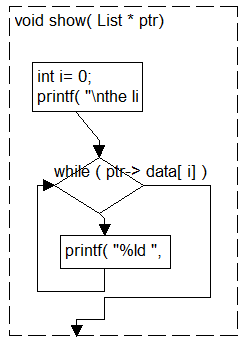 void show( List * ptr)
int i= 0;
printf( "\nthe li
while ( ptr-> data[ i] )
printf( "%ld ",